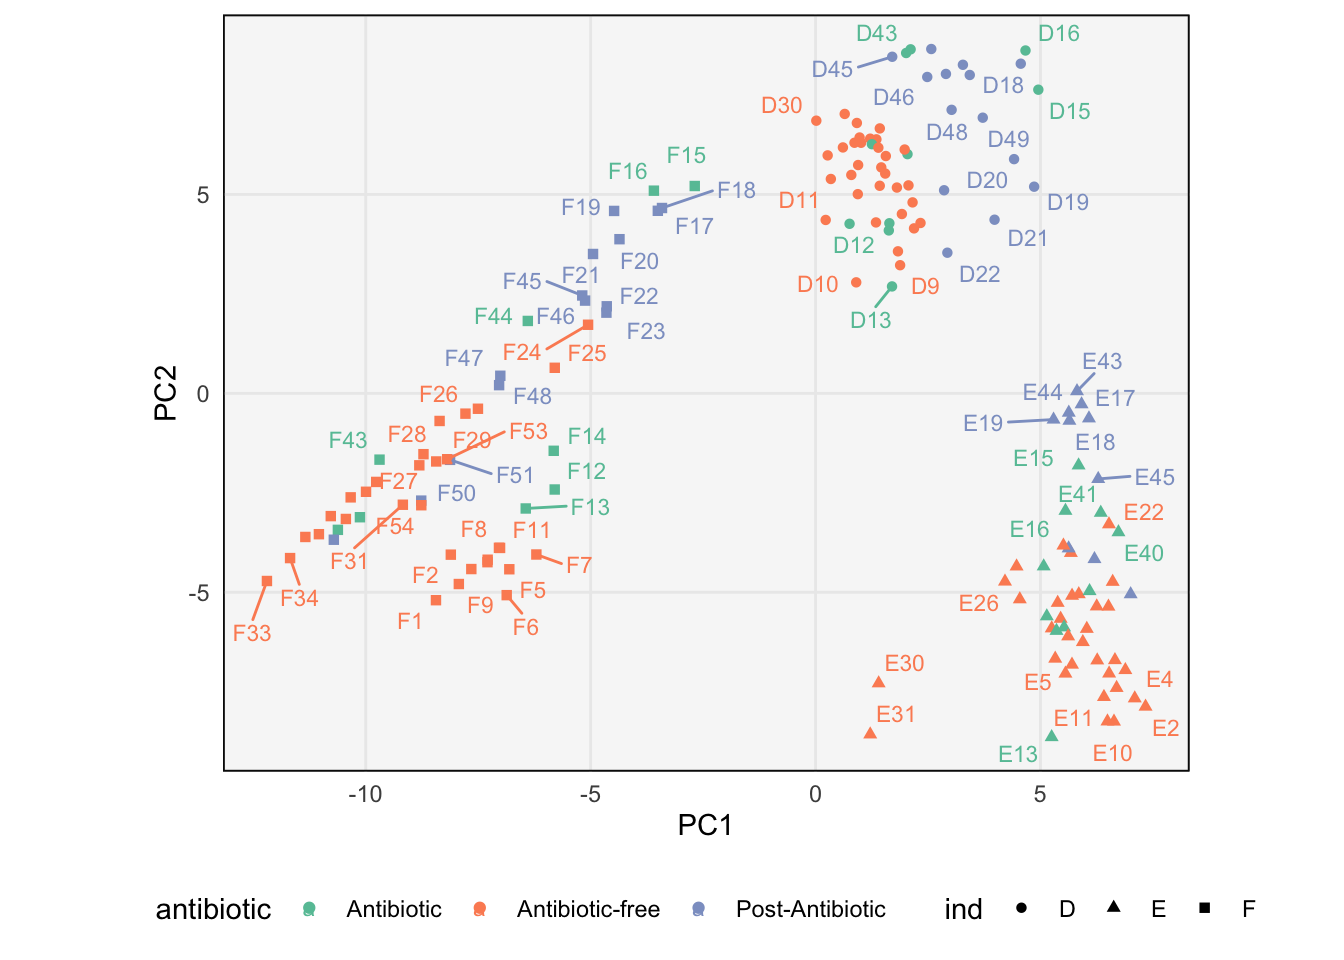 D43
D16
D45
D18
D46
D15
D30
D48
D49
F15
F16
D20
F18
D11
D19
F19
F17
D12
D21
F20
D22
F21
F45
D10
D9
F22
F44
F46
D13
F23
5
F24
F25
F47
E43
F26
F48
E44
E17
0
PC2
E19
F43
F28
F29
F53
F14
E18
E15
F27
F51
F12
E45
F50
E41
F13
F54
F8
F11
E16
E22
F31
F7
E40
F2
-5
F34
F5
E26
F9
F1
F6
F33
E30
E5
E4
E31
E11
E2
E13
E10
-10 -5 0 5
PC1
antibiotic Antibiotic Antibiotic-free Post-Antibiotic ind D E F